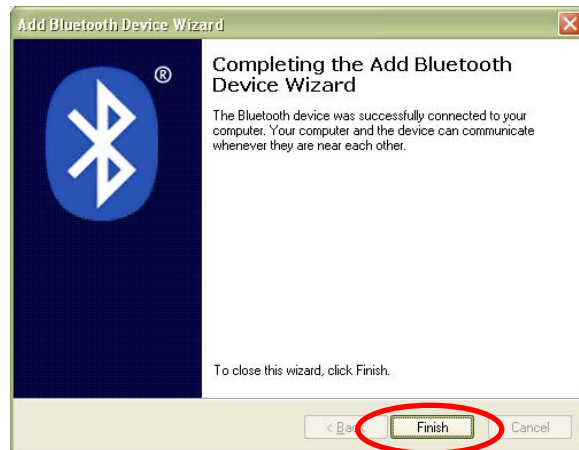 Add Bluetooth Device Wizard
®
Completing the Add Bluetooth
Device Wizard
The Bluetooth device was successfully connected to your
computer. Your computer and the device can communicate
whenever they are near each other.
To close this wizard, click Finish.
< Finish Cancel